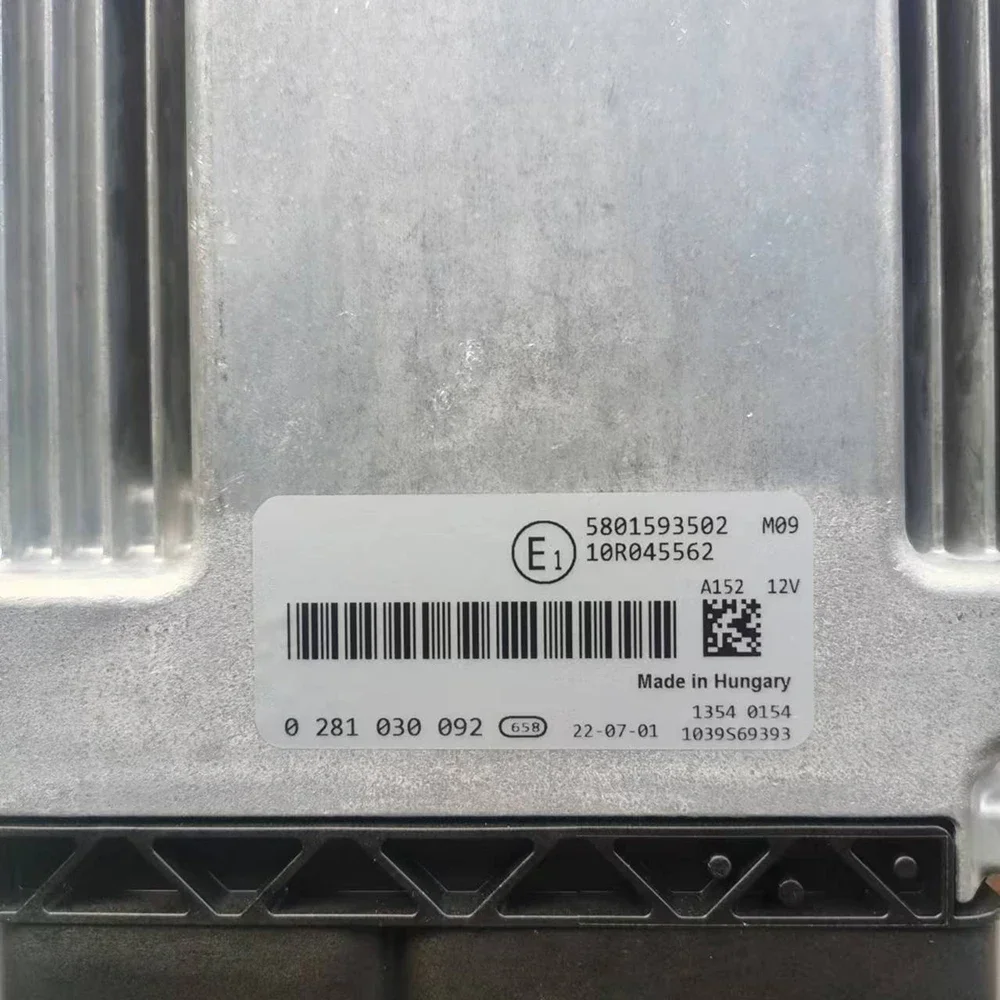 5801593502 M09
E1 10R045562
A152 12V
Made in Hungary
1354 0154
0 281 030 092 658 22-07-01 1039S69393